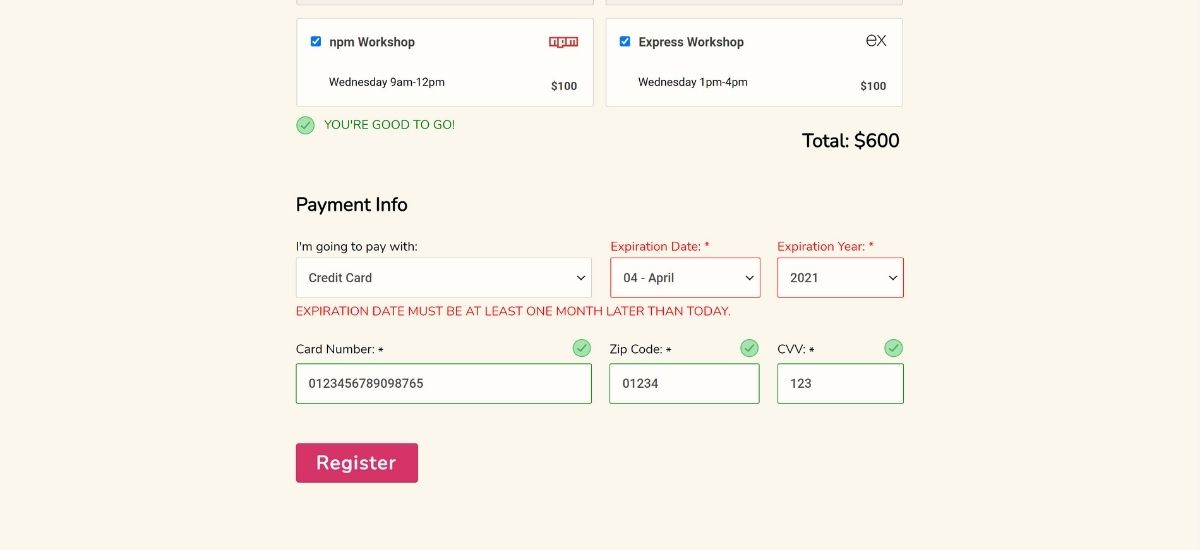 npm Workshop npm Express Workshop ex
Wednesday 9am-12pm $100 Wednesday 1pm-4pm $100
YOU'RE GOOD TO GO!
Total: $600
Payment Info
I'm going to pay with: Expiration Date: * Expiration Year: *
Credit Card 04 - April 2021
EXPIRATION DATE MUST BE AT LEAST ONE MONTH LATER THAN TODAY.
Card Number: * Zip Code: * CVV: *
0123456789098765 01234 123
Register